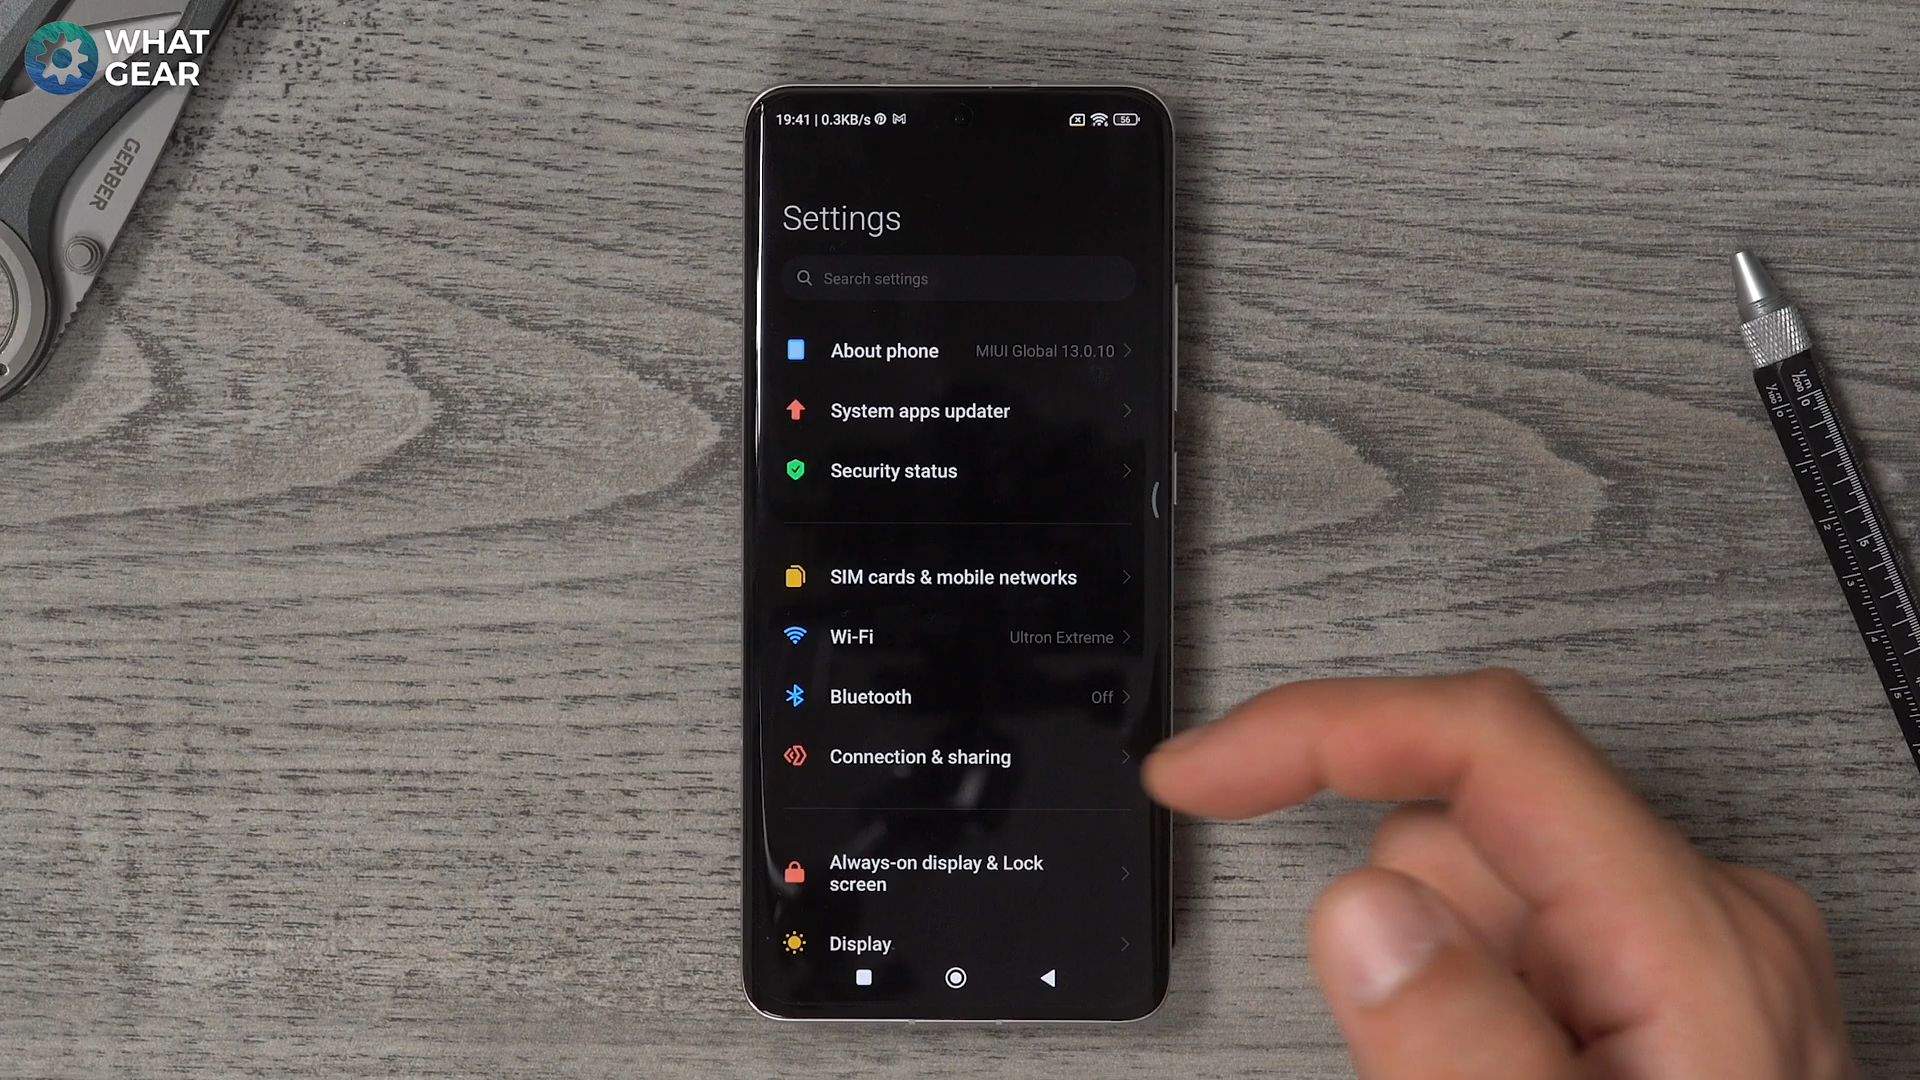 WHAT
GEAR
GERBER
19:41 | 0.3KB/s
56
Settings
Search settings
About phone
MIUI Global 13.0.10
System apps updater
Security status
SIM cards & mobile networks
Wi-Fi
Ultron Extreme
Bluetooth
Off
Connection & sharing
Always-on display & Lock
screen
Display